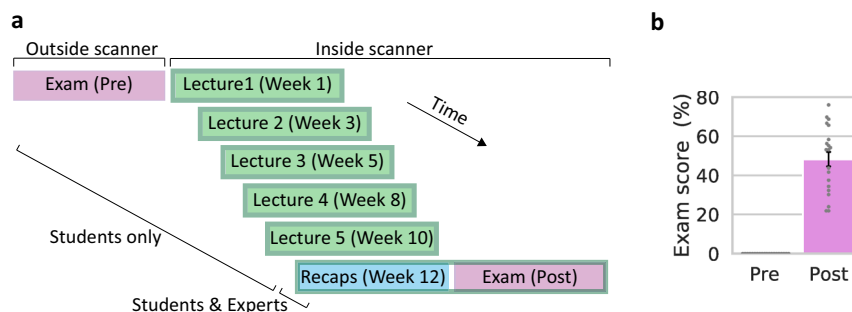 a
Outside scanner
Inside scanner
Exam (Pre)
Lecture1 (Week 1)
Lecture 2 (Week 3)
Time
Lecture 3 (Week 5)
Lecture 4 (Week 8)
Lecture 5 (Week 10)
Students only
Recaps (Week 12)
Exam (Post)
Students & Experts
b
Exam score (%)
80
60
40
20
0
Pre
Post